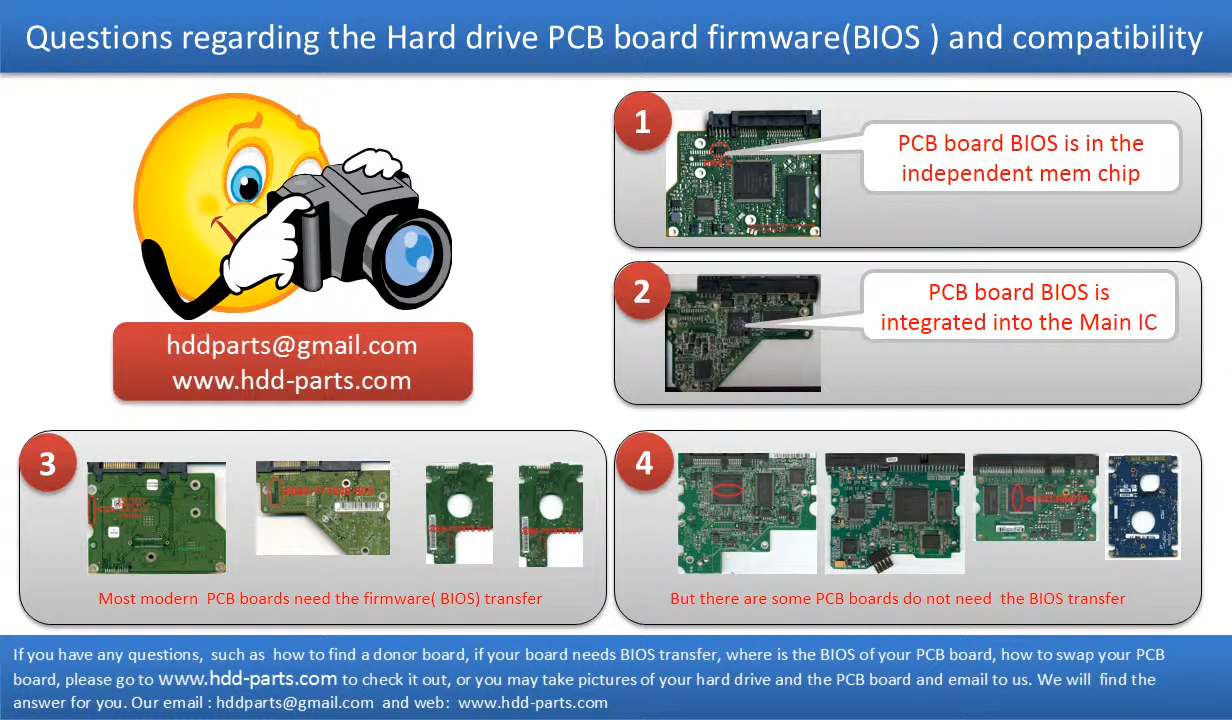 Questions regarding the Hard drive PCB board firmware(BIOS ) and compatibility
hddparts@gmail.com
www.hdd-parts.com
1
PCB board BIOS is in the
independent mem chip
2
PCB board BIOS is
integrated into the Main IC
3
Most modern PCB boards need the firmware( BIOS) transfer
4
But there are some PCB boards do not need the BIOS transfer
If you have any questions, such as how to find a donor board, if your board needs BIOS transfer, where is the BIOS of your PCB board, how to swap your PCB
board, please go to www.hdd-parts.com to check it out, or you may take pictures of your hard drive and the PCB board and email to us. We will find the
answer for you. Our email : hddparts@gmail.com and web: www.hdd-parts.com